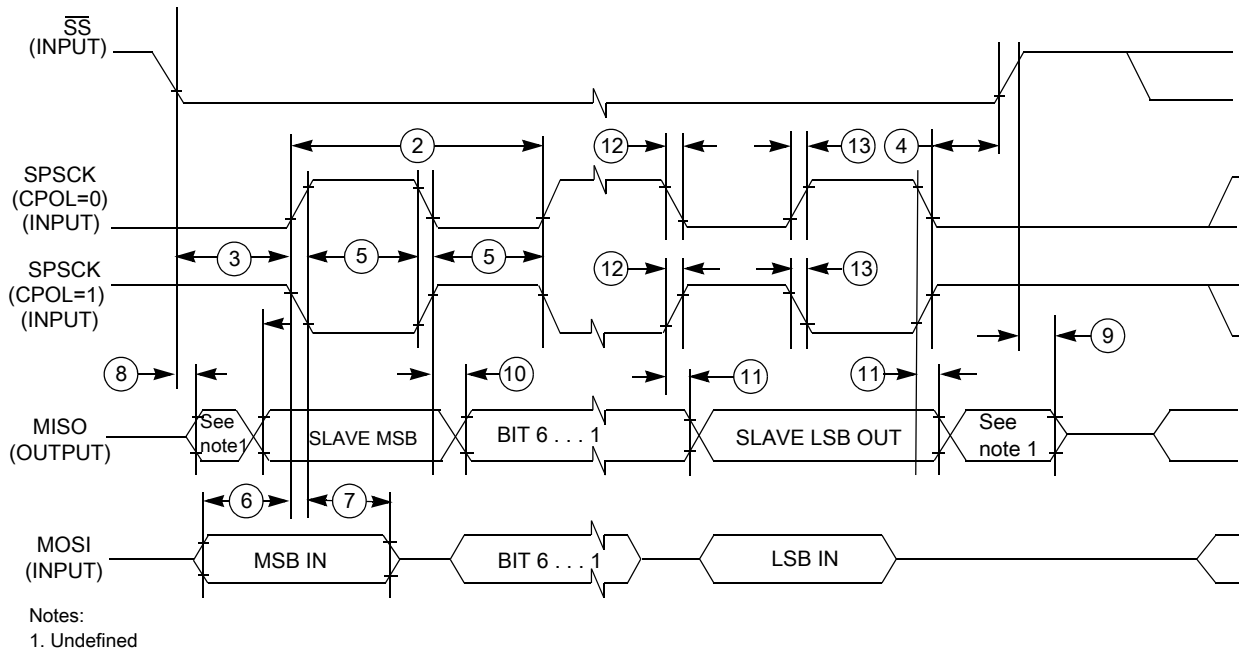 SS
(INPUT)
2
12
13
4
SPSCK
(CPOL=0)
(INPUT)
3
5
5
SPSCK
(CPOL=1)
(INPUT)
12
13
8
10
11
11
9
MISO
(OUTPUT)
See
note1
SLAVE MSB
BIT 6 . . . 1
SLAVE LSB OUT
See
note 1
6
7
MOSI
(INPUT)
MSB IN
BIT 6 . . . 1
LSB IN
Notes:
1. Undefined